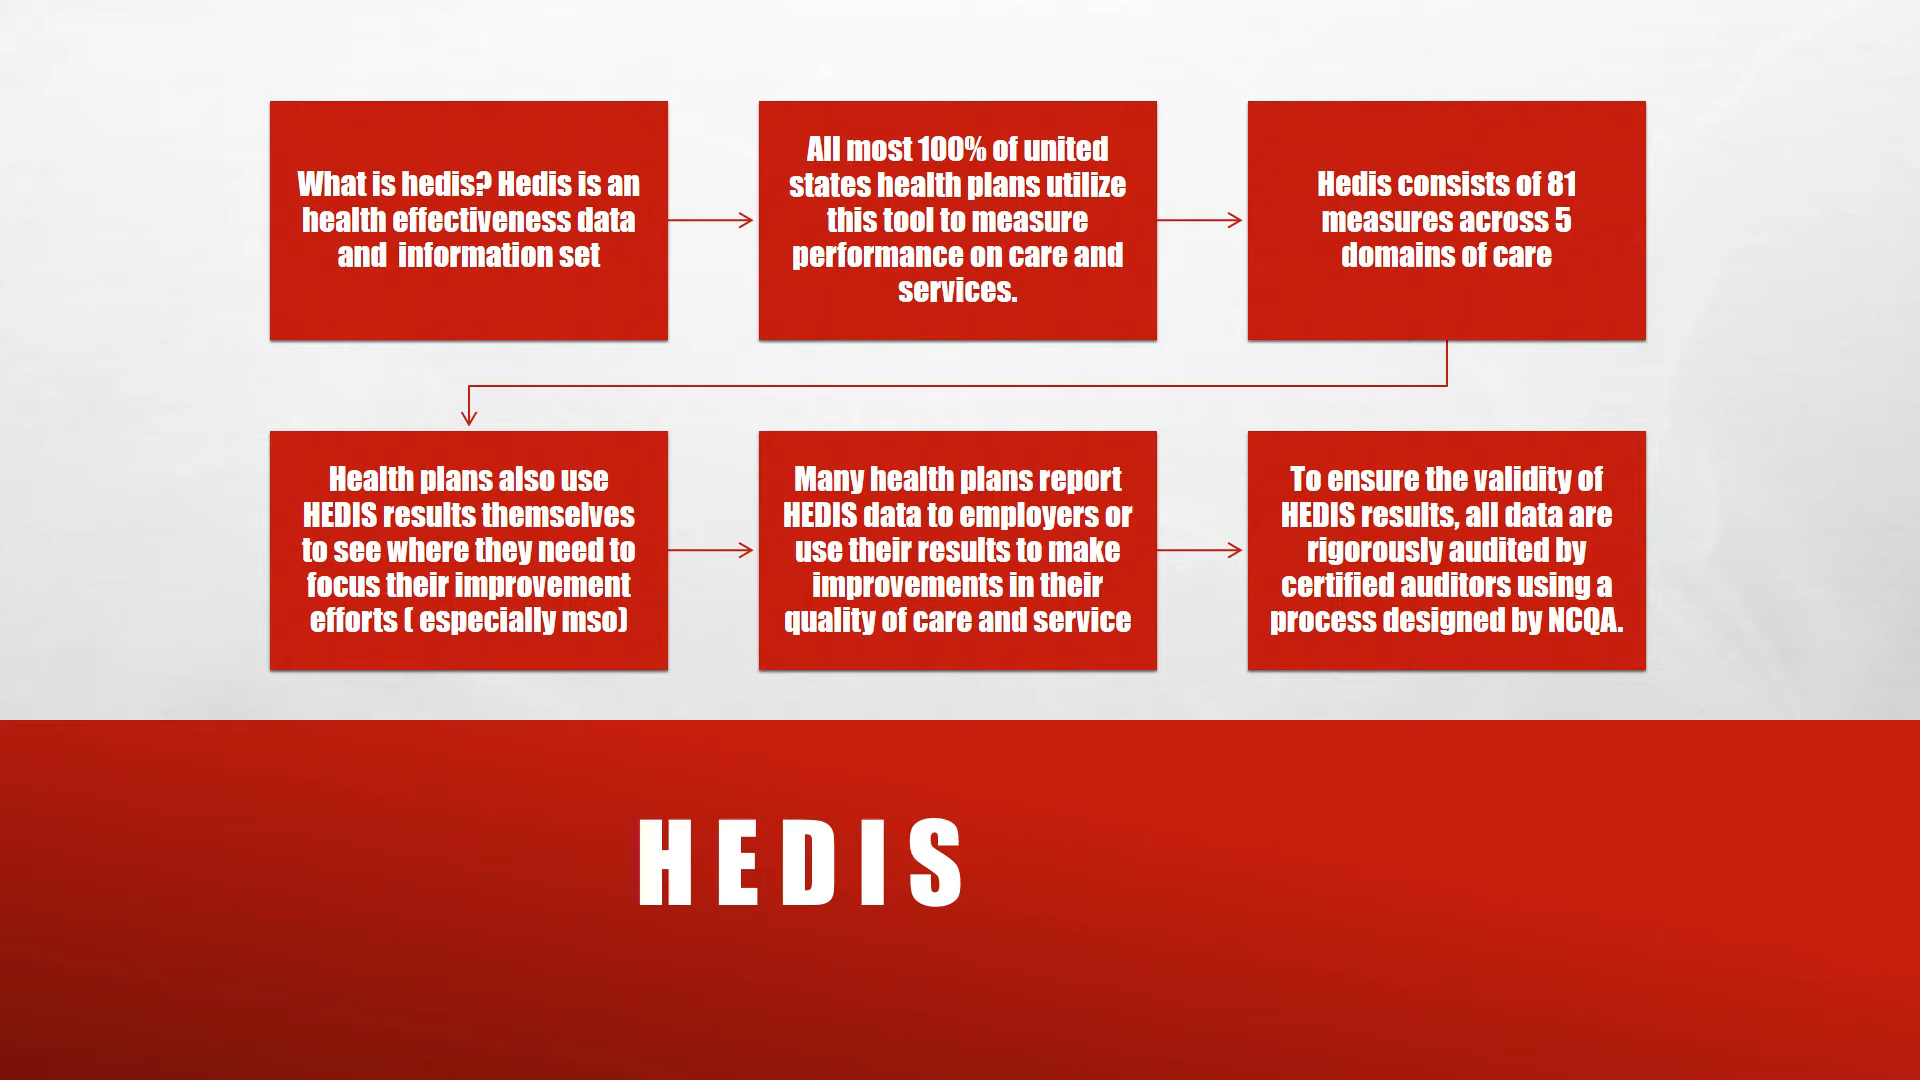 What is hedis? Hedis is an
health effectiveness data
and  information set
All most 100% of united
states health plans utilize
this tool to measure
performance on care and
services.
Hedis consists of 81
measures across 5
domains of care
Health plans also use
HEDIS results themselves
to see where they need to
focus their improvement
efforts ( especially mso)
Many health plans report
HEDIS data to employers or
use their results to make
improvements in their
quality of care and service
To ensure the validity of
HEDIS results, all data are
rigorously audited by
certified auditors using a
process designed by NCQA.
HEDIS